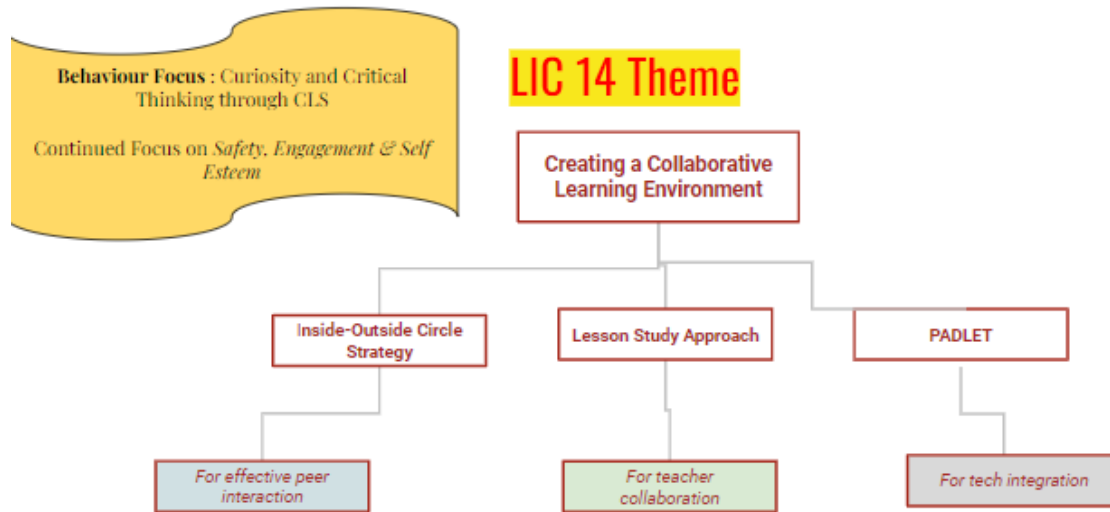 Behaviour Focus : Curiosity and Critical
Thinking through CLS
Continued Focus on Safety, Engagement & Self
Esteem
LIC 14 Theme
Creating a Collaborative
Learning Environment
Inside-Outside Circle
Strategy
Lesson Study Approach
PADLET
For effective peer
interaction
For teacher
collaboration
For tech integration